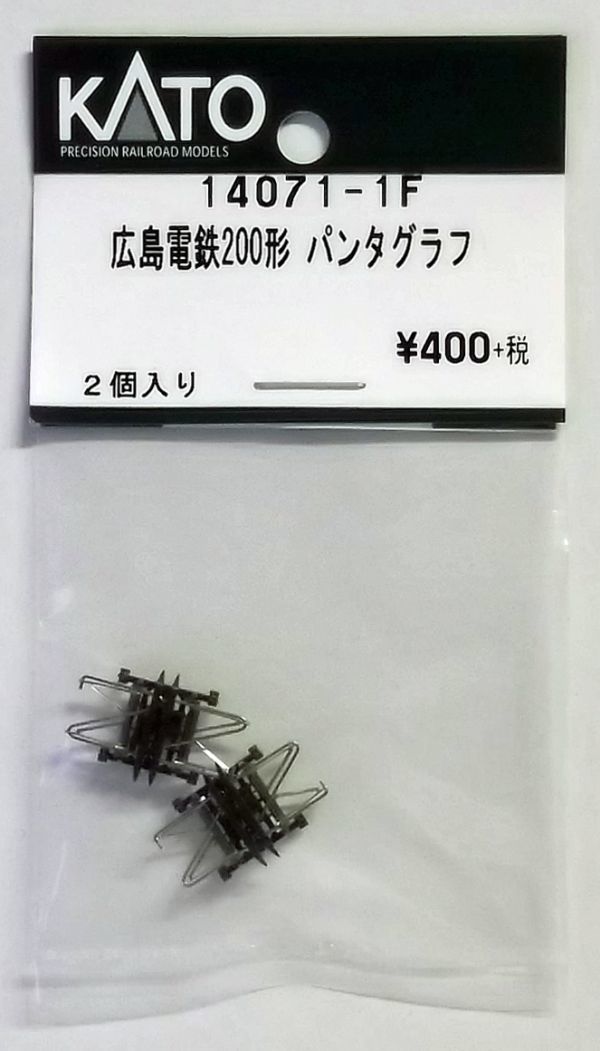 KATO
PRECISION RAILROAD MODELS
14071-1F
広島電鉄200形 パンタグラフ
¥400+税
2個入り